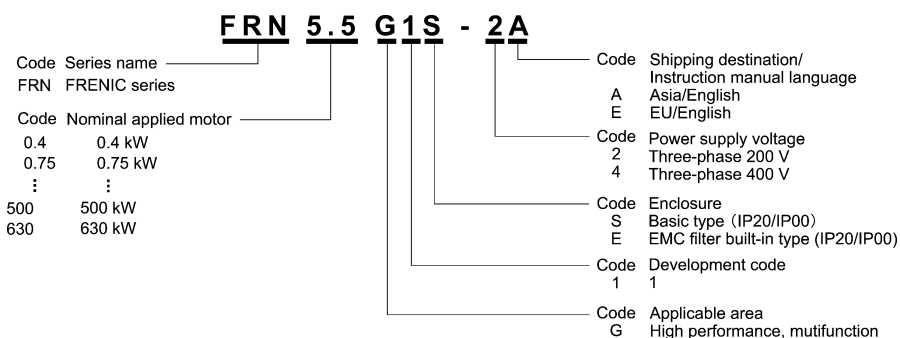 FRN 5.5 G1S - 2A
Code Series name
FRN FRENIC series
Code Nominal applied motor
0.4 0.4 kW
0.75 0.75 kW
⋮ ⋮
500 500 kW
630 630 kW
Code Shipping destination/
Instruction manual language
A Asia/English
E EU/English
Code Power supply voltage
2 Three-phase 200 V
4 Three-phase 400 V
Code Enclosure
S Basic type (IP20/IP00)
E EMC filter built-in type (IP20/IP00)
Code Development code
1 1
Code Applicable area
G High performance, mutifunction